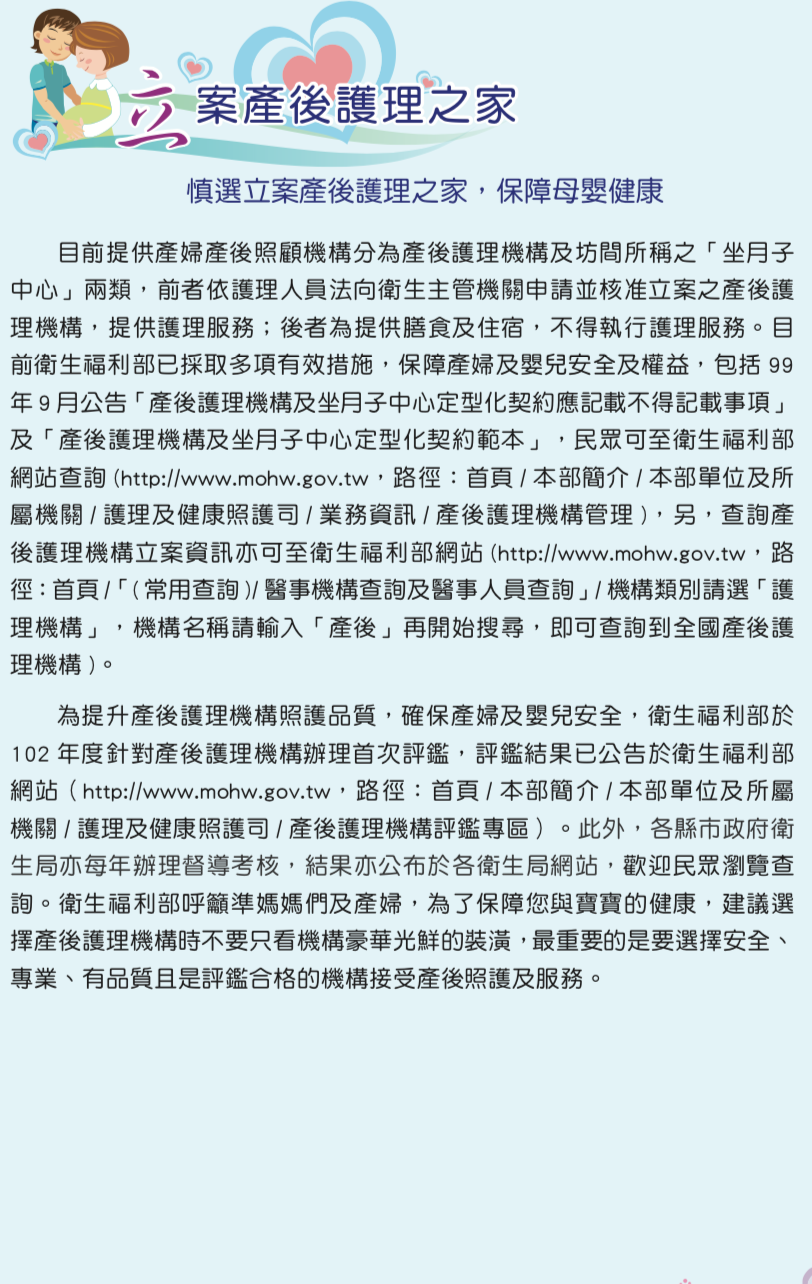 立案產後護理之家
慎選立案產後護理之家，保障母嬰健康
目前提供產婦產後照顧機構分為產後護理機構及坊間所稱之「坐月子
中心」兩類，前者依護理人員法向衛生主管機關申請並核准立案之產後護
理機構，提供護理服務；後者為提供膳食及住宿，不得執行護理服務。目
前衛生福利部已採取多項有效措施，保障產婦及嬰兒安全及權益，包括 99
年 9 月公告「產後護理機構及坐月子中心定型化契約應記載不得記載事項」
及「產後護理機構及坐月子中心定型化契約範本」，民眾可至衛生福利部
網站查詢 (http://www.mohw.gov.tw，路徑：首頁 / 本部簡介 / 本部單位及所
屬機關 / 護理及健康照護司 / 業務資訊 / 產後護理機構管理 )，另，查詢產
後護理機構立案資訊亦可至衛生福利部網站 (http://www.mohw.gov.tw，路
徑：首頁 /「( 常用查詢 )/ 醫事機構查詢及醫事人員查詢」/ 機構類別請選「護
理機構」，機構名稱請輸入「產後」再開始搜尋，即可查詢到全國產後護
理機構 )。
為提升產後護理機構照護品質，確保產婦及嬰兒安全，衛生福利部於
102 年度針對產後護理機構辦理首次評鑑，評鑑結果已公告於衛生福利部
網站（ http://www.mohw.gov.tw，路徑：首頁 / 本部簡介 / 本部單位及所屬
機關 / 護理及健康照護司 / 產後護理機構評鑑專區）。此外，各縣市政府衛
生局亦每年辦理督導考核，結果亦公布於各衛生局網站，歡迎民眾瀏覽查
詢。衛生福利部呼籲準媽媽們及產婦，為了保障您與寶寶的健康，建議選
擇產後護理機構時不要只看機構豪華光鮮的裝潢，最重要的是要選擇安全、
專業、有品質且是評鑑合格的機構接受產後照護及服務。